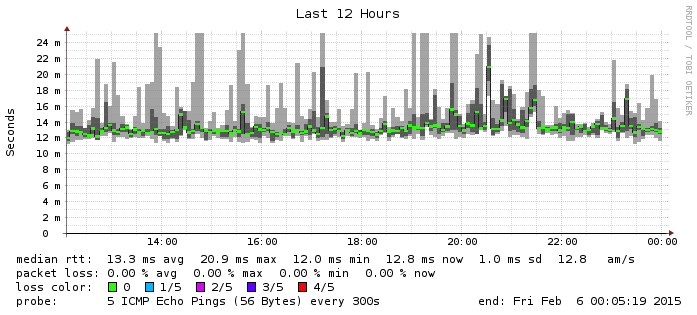 Last 12 Hours
RRDTOOL / TOBI OETIKER
Seconds
24 m
22 m
20 m
18 m
16 m
14 m
12 m
10 m
8 m
6 m
4 m
2 m
0
14:00 16:00 18:00 20:00 22:00 00:00
median rtt: 13.3 ms avg 20.9 ms max 12.0 ms min 12.8 ms now 1.0 ms sd 12.8 am/s
packet loss: 0.00 % avg 0.00 % max 0.00 % min 0.00 % now
loss color: 0 1/5 2/5 3/5 4/5
probe: 5 ICMP Echo Pings (56 Bytes) every 300s end: Fri Feb 6 00:05:19 2015